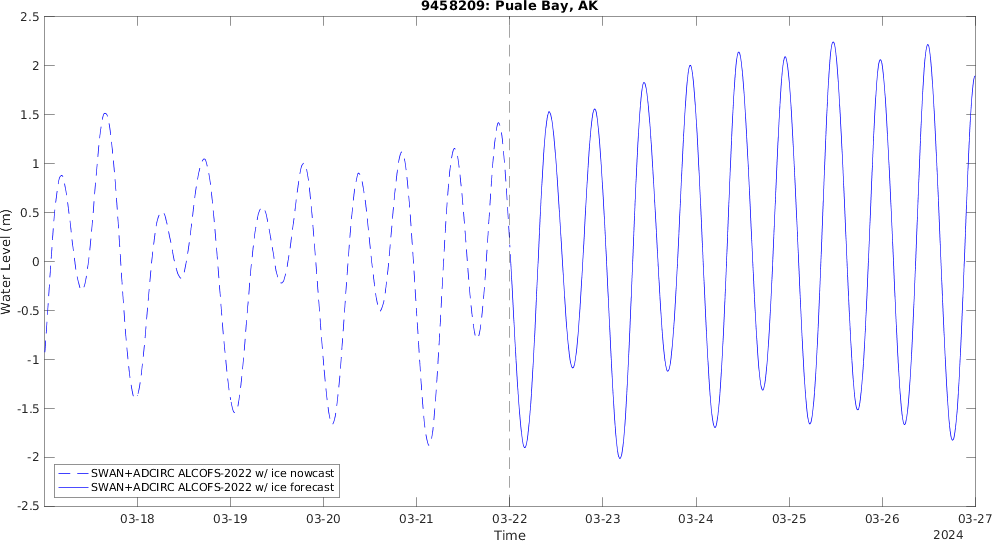 9458209: Puale Bay, AK
2.5
2
1.5
1
0.5
0
-0.5
-1
-1.5
-2
-2.5
Water Level (m)
SWAN+ADCIRC ALCOFS-2022 w/ ice nowcast
SWAN+ADCIRC ALCOFS-2022 w/ ice forecast
03-18 03-19 03-20 03-21 03-22 03-23 03-24 03-25 03-26 03-27
Time
2024